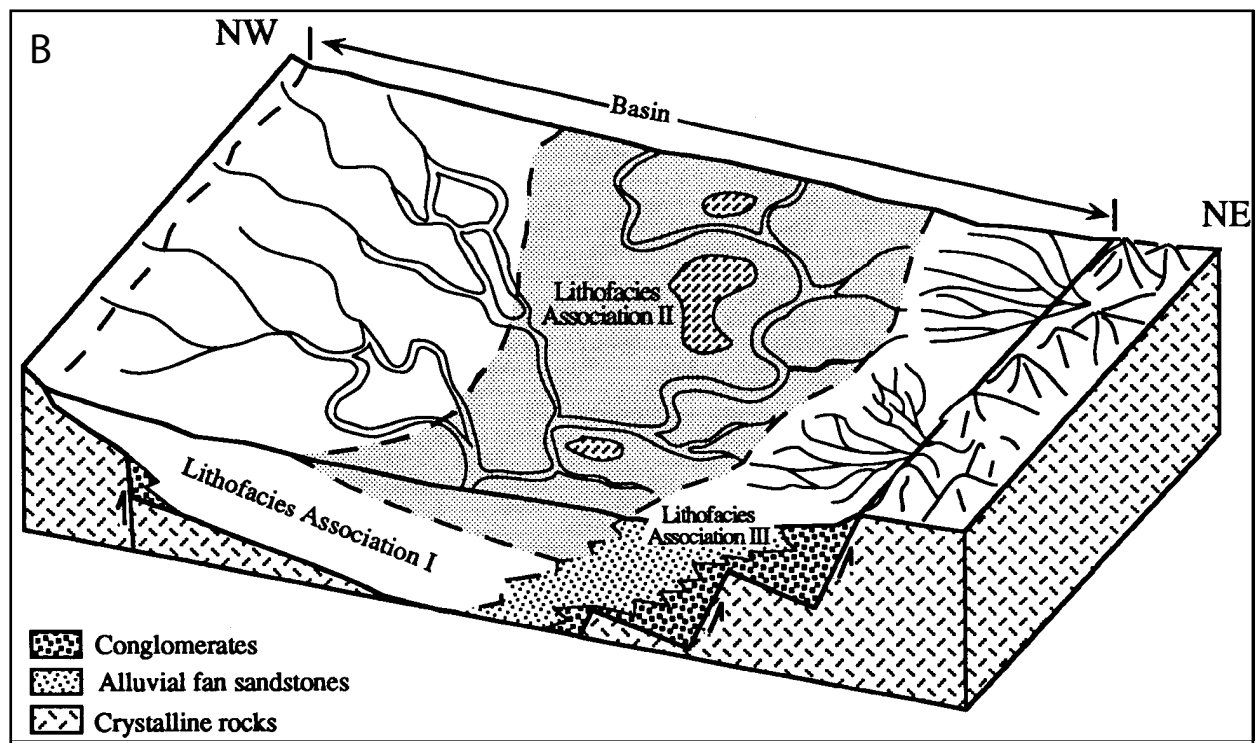 B
NW
Basin
NE
Lithofacies
Association II
Lithofacies Association I
Lithofacies
Association III
Conglomerates
Alluvial fan sandstones
Crystalline rocks